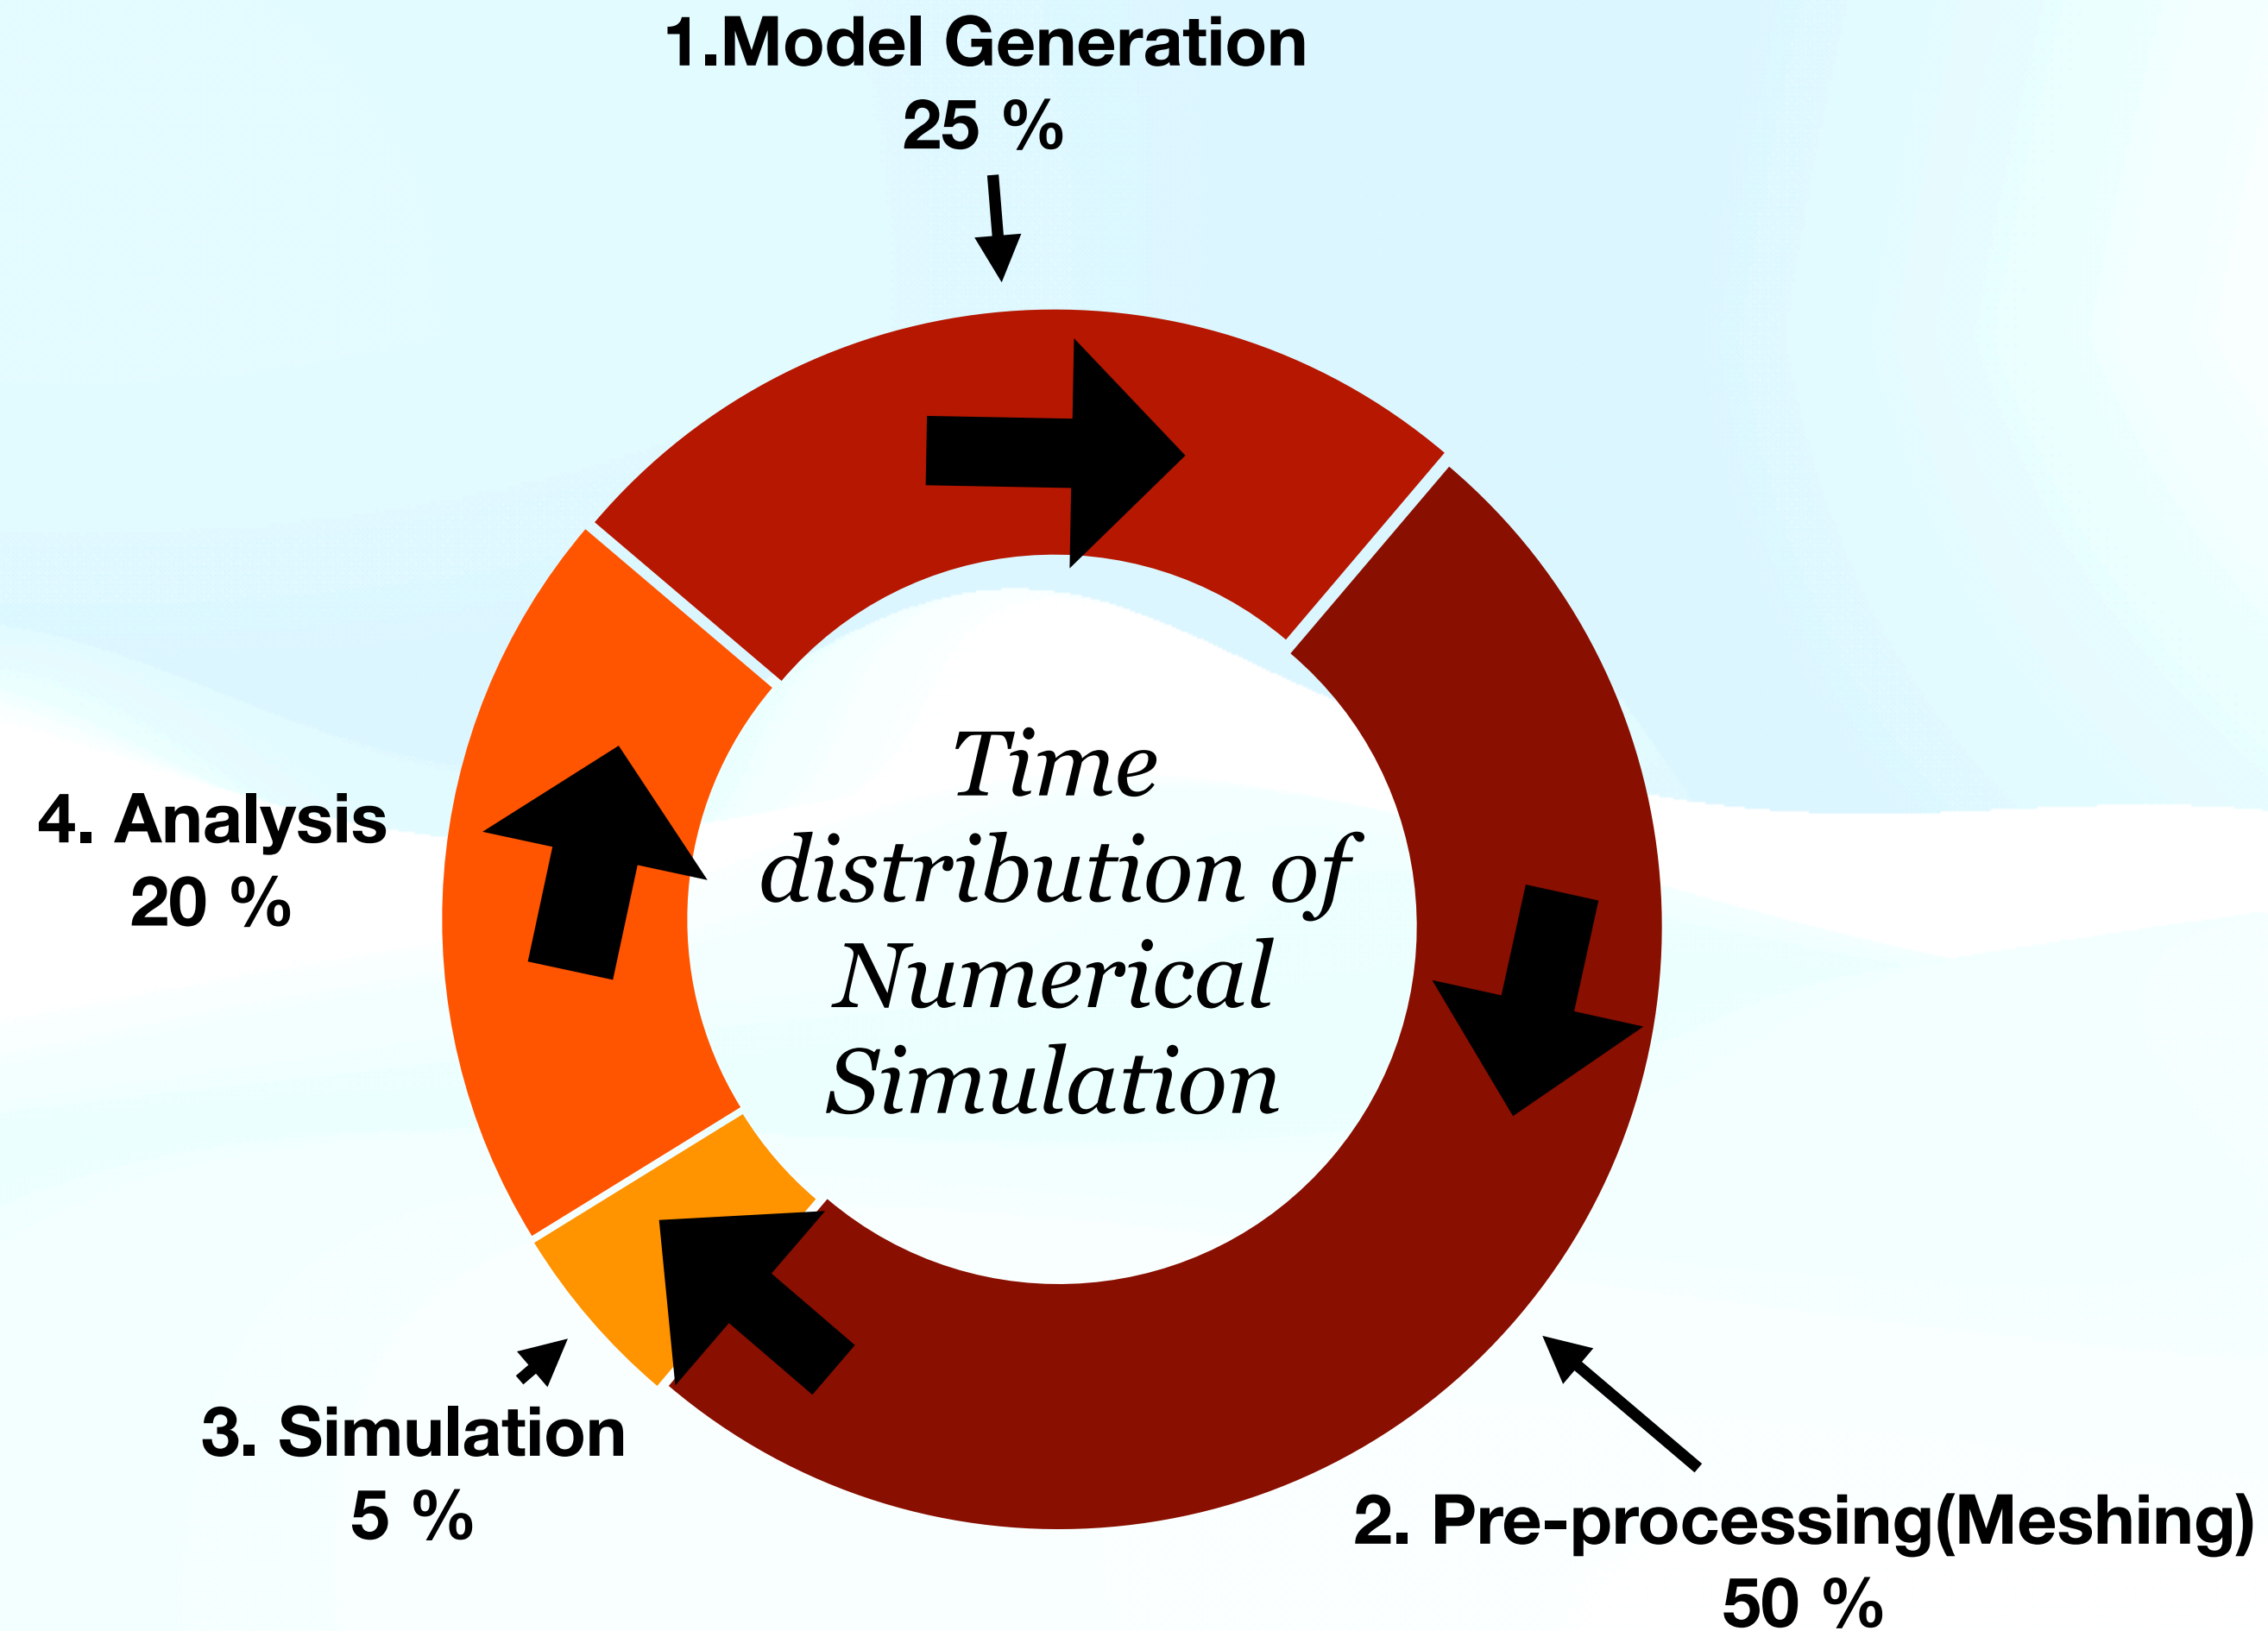 1.Model Generation
25 %
Time
distribution of
Numerical
Simulation
4. Analysis
20 %
3. Simulation
5 %
2. Pre-processing(Meshing)
50 %